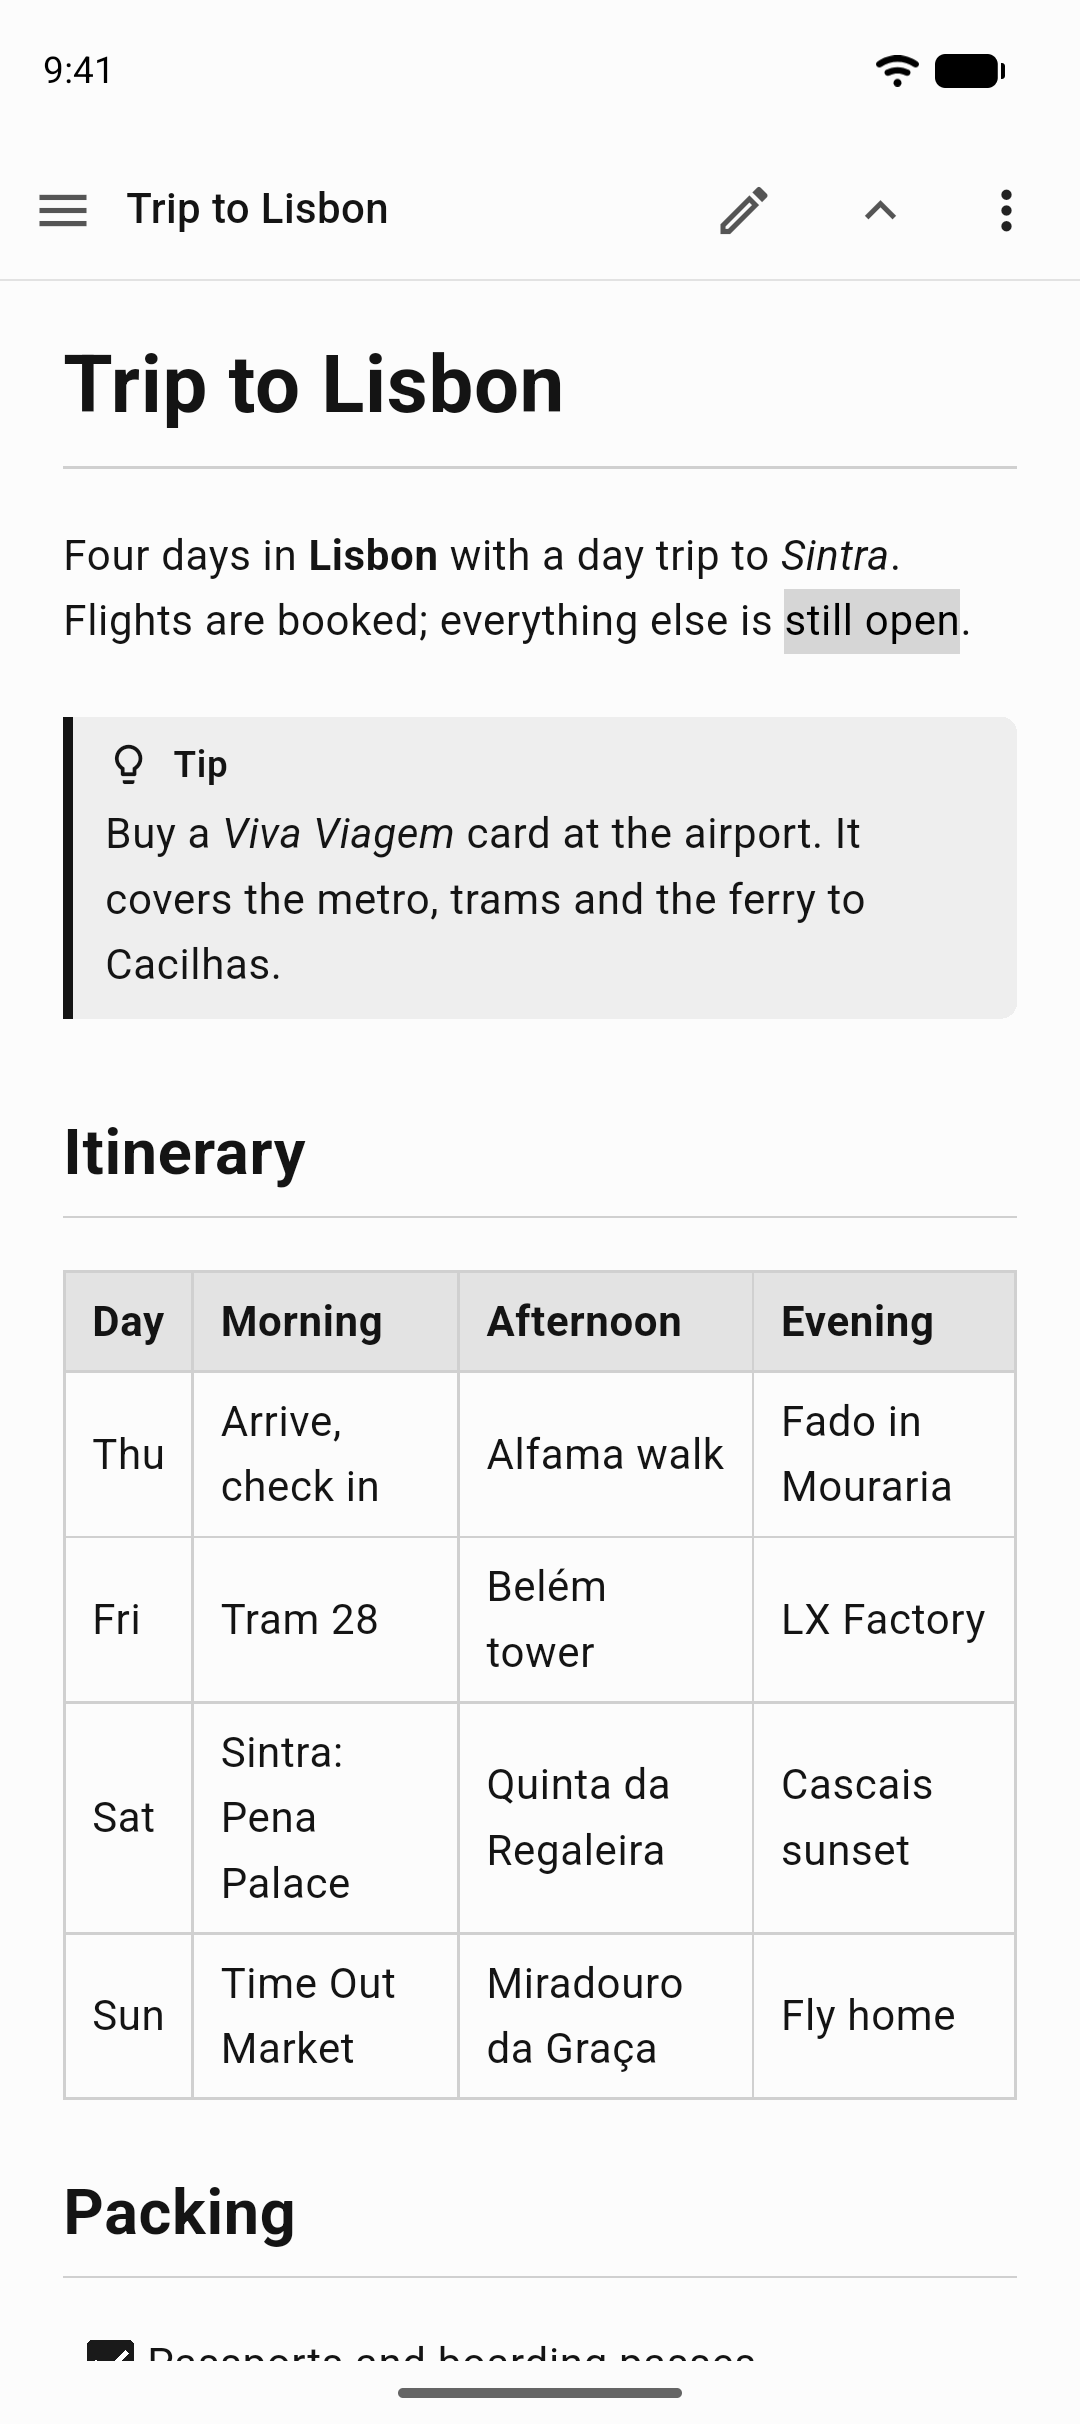 9:41
Trip to Lisbon
Trip to Lisbon
Four days in Lisbon with a day trip to Sintra.
Flights are booked; everything else is still open.
Tip
Buy a Viva Viagem card at the airport. It
covers the metro, trams and the ferry to
Cacilhas.
Itinerary
Day Morning Afternoon Evening
Thu Arrive, check in Alfama walk Fado in Mouraria
Fri Tram 28 Belém tower LX Factory
Sat Sintra: Pena Palace Quinta da Regaleira Cascais sunset
Sun Time Out Market Miradouro da Graça Fly home
Packing
Passports and boarding passes